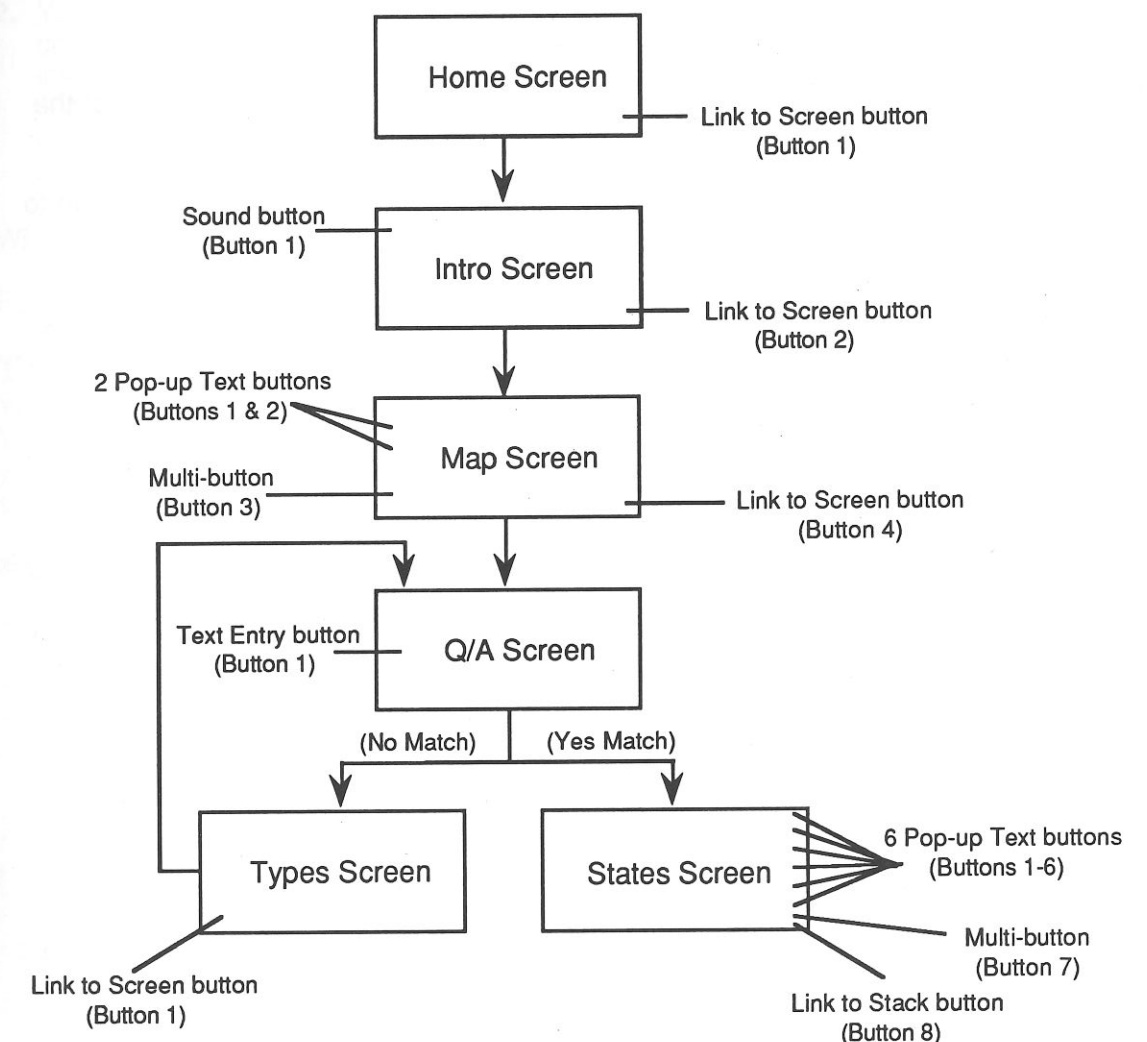 Home Screen
Link to Screen button
(Button 1)
Sound button
(Button 1)
Intro Screen
Link to Screen button
(Button 2)
2 Pop-up Text buttons
(Buttons 1 & 2)
Map Screen
Multi-button
(Button 3)
Link to Screen button
(Button 4)
Text Entry button
(Button 1)
Q/A Screen
(No Match)
(Yes Match)
Types Screen
States Screen
6 Pop-up Text buttons
(Buttons 1-6)
Multi-button
(Button 7)
Link to Screen button
(Button 1)
Link to Stack button
(Button 8)